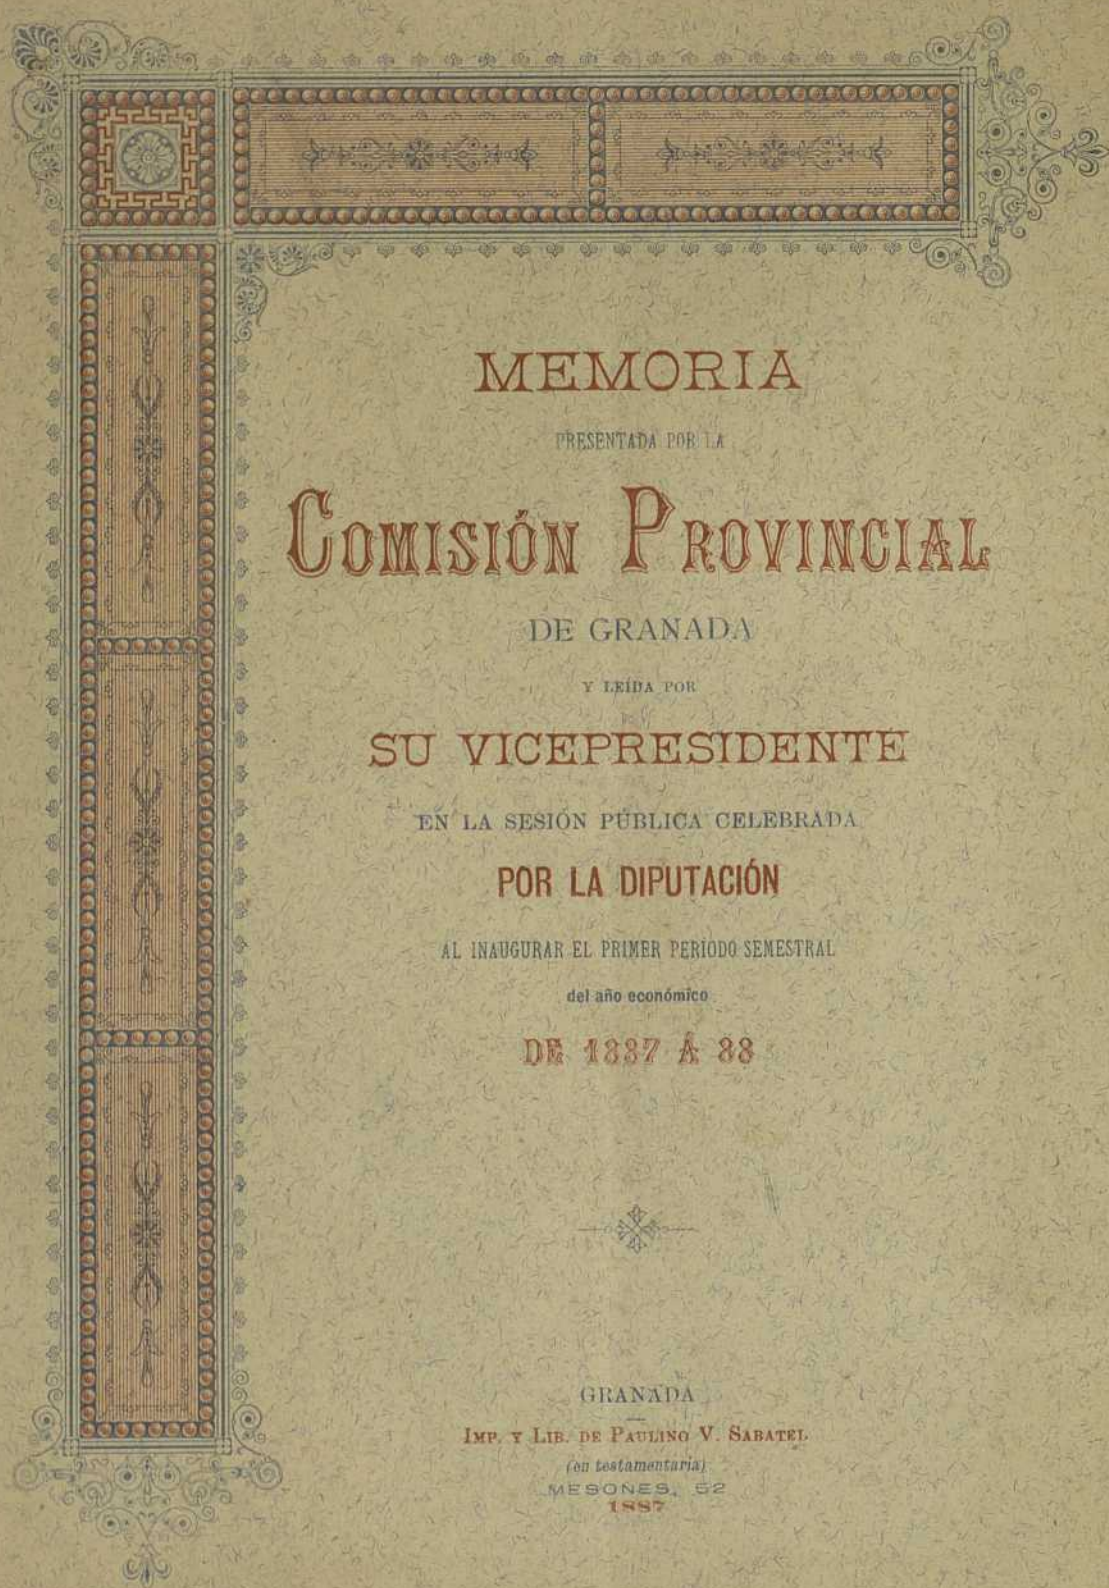 MEMORIA
PRESENTADA POR LA
COMISIÓN PROVINCIAL
DE GRANADA
Y LEÍDA POR
SU VICEPRESIDENTE
EN LA SESIÓN PÚBLICA CELEBRADA
POR LA DIPUTACIÓN
AL INAUGURAR EL PRIMER PERÍODO SEMESTRAL
del año económico
DE 1887 Á 88
GRANADA
IMP. Y LIB. DE PAULINO V. SABATEL
(en testamentaría)
MESONES, 52
1887